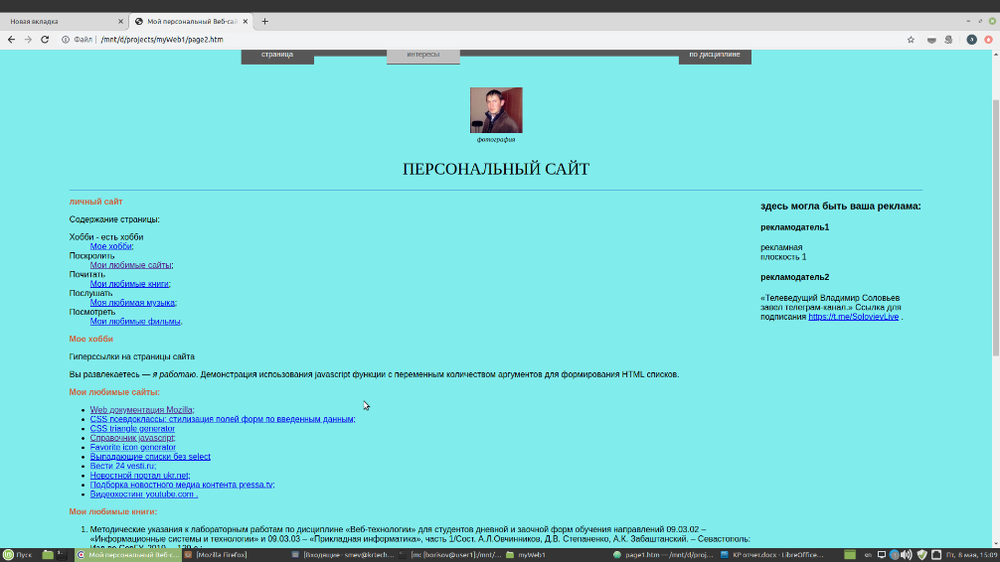 Новая вкладка
Мой персональный Веб-сай
Файл | /mnt/d/projects/myWeb1/page2.htm
страница
интересы
по дисциплине
фотография
ПЕРСОНАЛЬНЫЙ САЙТ
личный сайт
Содержание страницы:
Хобби - есть хобби
Мое хобби;
Поскролить
Мои любимые сайты;
Почитать
Мои любимые книги;
Послушать
Моя любимая музыка;
Посмотреть
Мои любимые фильмы.
Мое хобби
Гиперссылки на страницы сайта
Вы развлекаетесь — я работаю. Демонстрация использования javascript функции с переменным количеством аргументов для формирования HTML списков.
Мои любимые сайты:
Web документация Mozilla;
CSS псевдоклассы: стилизация полей форм по введенным данным;
CSS triangle generator
Справочник javascript;
Favorite icon generator
Выпадающие списки без select
Вести 24 vesti.ru;
Новостной портал ukr.net;
Подборка новостного медиа контента pressa.tv;
Видеохостинг youtube.com .
Мои любимые книги:
1. Методические указания к лабораторным работам по дисциплине «Веб-технологии» для студентов дневной и заочной форм обучения направлений 09.03.02 –
«Информационные системы и технологии» и 09.03.03 – «Прикладная информатика», часть 1/Сост. А.Л.Овчинников, Д.В. Степаненко, А.К. Забаштанский. – Севастополь:
здесь могла быть ваша реклама:
рекламодатель1
рекламная
плоскость 1
рекламодатель2
«Телеведущий Владимир Соловьев
завел телеграм-канал.» Ссылка для
подписания https://t.me/SolovievLive .
Пуск
Мой персональный Веб-с...
[Mozilla Firefox]
[Входящие - smev@krtech...
[mc [borisov@user1]:/mnt/...
myWeb1
page1.htm — /mnt/d/proj...
КР отчет.docx - LibreOffice...
en
Пт, 8 мая, 15:09